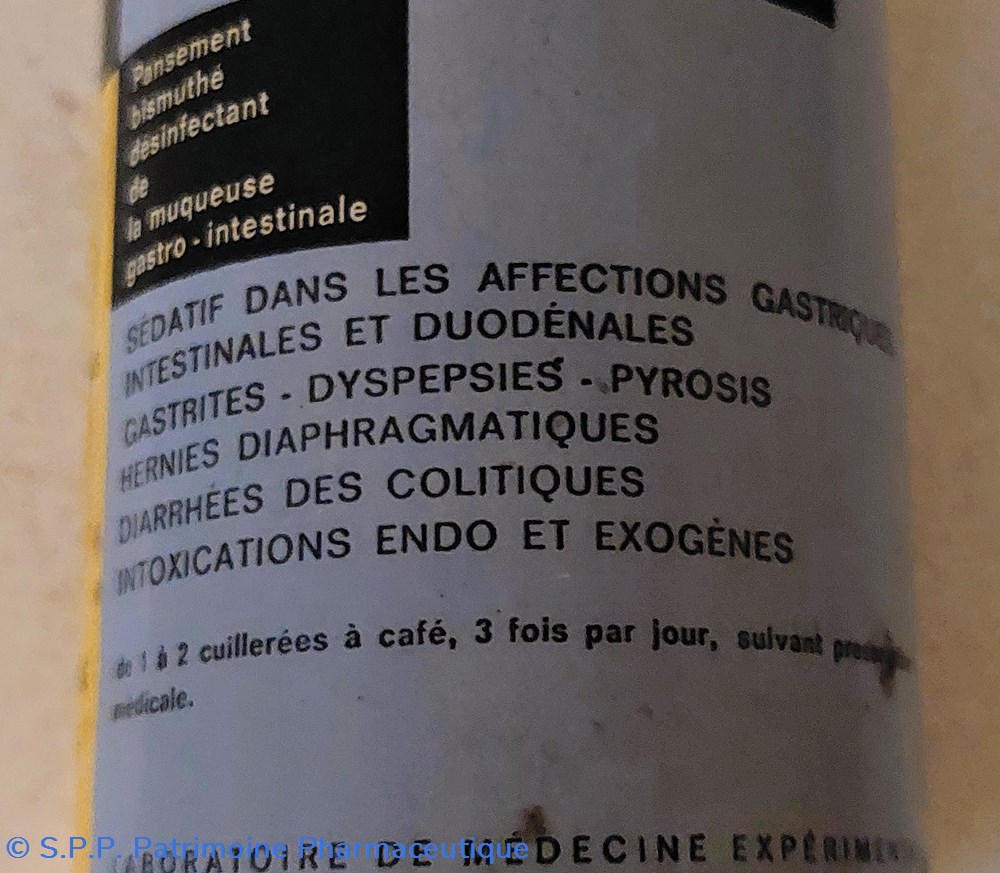 Pansement
bismuthé
désinfectant
de
la muqueuse
gastro-intestinale
SÉDATIF DANS LES AFFECTIONS GASTRIQUES
INTESTINALES ET DUODÉNALES
GASTRITES - DYSPEPSIES - PYROSIS
HERNIES DIAPHRAGMATIQUES
DIARRHÉES DES COLITIQUES
INTOXICATIONS ENDO ET EXOGÈNES
de 1 à 2 cuillerées à café, 3 fois par jour, suivant
médicale.
LABORATOIRE DE MÉDECINE
© S.P.P. Patrimoine Pharmaceutique